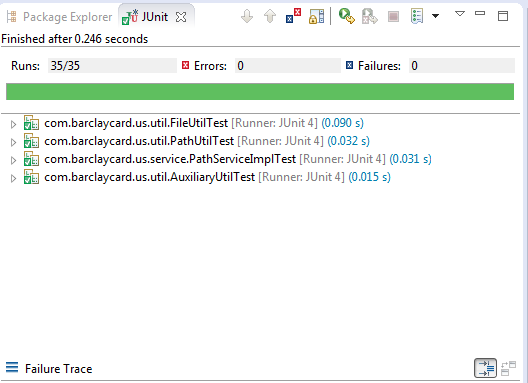 Package Explorer JUnit
Finished after 0.246 seconds
Runs: 35/35 Errors: 0 Failures: 0
com.barclaycard.us.util.FileUtilTest [Runner: JUnit 4] (0.090 s)
com.barclaycard.us.util.PathUtilTest [Runner: JUnit 4] (0.032 s)
com.barclaycard.us.service.PathServiceImplTest [Runner: JUnit 4] (0.031 s)
com.barclaycard.us.util.AuxiliaryUtilTest [Runner: JUnit 4] (0.015 s)
Failure Trace